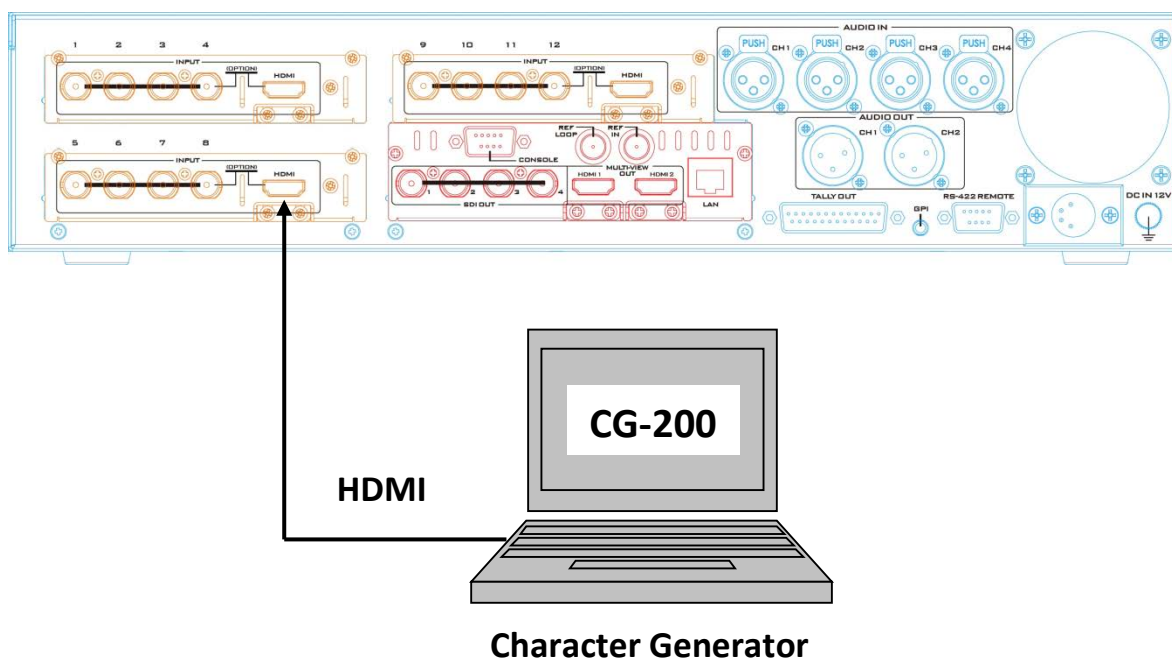 AUDIO IN
1 2 3 4
9 10 11 12
PUSH CH1 PUSH CH2 PUSH CH3 PUSH CH4
INPUT
(OPTION)
HDMI
INPUT
(OPTION)
HDMI
AUDIO OUT
CH1 CH2
REF LOOP
REF IN
CONSOLE
5 6 7 8
INPUT
(OPTION)
HDMI
MULTI-VIEW
OUT
HDMI 1
HDMI 2
1 2 3 4
SDI OUT
LAN
TALLY OUT
GPI
RS-422 REMOTE
DC IN 12V
CG-200
HDMI
Character Generator